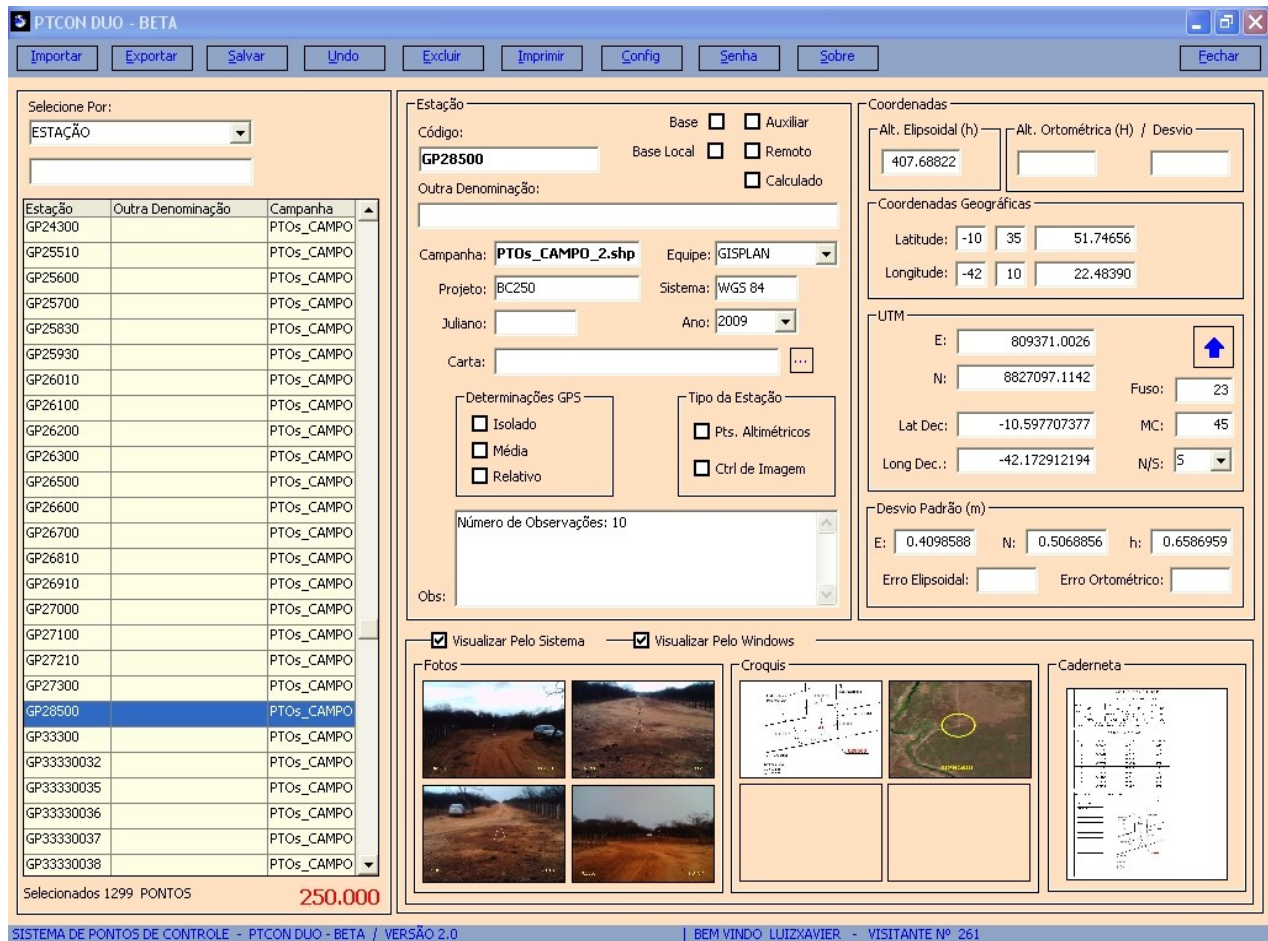 PTCON DUO - BETA
Importar Exportar Salvar Undo Excluir Imprimir Config Senha Sobre Fechar
Selecione Por:
ESTAÇÃO
Estação Outra Denominação Campanha
GP24300 PTOs_CAMPO
GP25510 PTOs_CAMPO
GP25600 PTOs_CAMPO
GP25700 PTOs_CAMPO
GP25830 PTOs_CAMPO
GP25930 PTOs_CAMPO
GP26010 PTOs_CAMPO
GP26100 PTOs_CAMPO
GP26200 PTOs_CAMPO
GP26300 PTOs_CAMPO
GP26500 PTOs_CAMPO
GP26600 PTOs_CAMPO
GP26700 PTOs_CAMPO
GP26810 PTOs_CAMPO
GP26910 PTOs_CAMPO
GP27000 PTOs_CAMPO
GP27100 PTOs_CAMPO
GP27210 PTOs_CAMPO
GP27300 PTOs_CAMPO
GP28500 PTOs_CAMPO
GP33300 PTOs_CAMPO
GP33330032 PTOs_CAMPO
GP33330035 PTOs_CAMPO
GP33330036 PTOs_CAMPO
GP33330037 PTOs_CAMPO
GP33330038 PTOs_CAMPO
Selecionados 1299 PONTOS 250.000
Estação
Código:
GP28500
Base Auxiliar
Base Local Remoto
Calculado
Outra Denominação:
Campanha: PTOs_CAMPO_2.shp Equipe: GISPLAN
Projeto: BC250 Sistema: WGS 84
Juliano: Ano: 2009
Carta: ...
Determinações GPS
Isolado
Média
Relativo
Tipo da Estação
Pts. Altimétricos
Ctrl de Imagem
Número de Observações: 10
Obs:
Coordenadas
Alt. Elipsoidal (h) Alt. Ortométrica (H) / Desvio
407.68822
Coordenadas Geográficas
Latitude: -10 35 51.74656
Longitude: -42 10 22.48390
UTM
E: 809371.0026
N: 8827097.1142
Fuso: 23
Lat Dec: -10.597707377 MC: 45
Long Dec.: -42.172912194 N/S: S
Desvio Padrão (m)
E: 0.4098588 N: 0.5068856 h: 0.6586959
Erro Elipsoidal: Erro Ortométrico:
Visualizar Pelo Sistema Visualizar Pelo Windows
Fotos
Croquis
Caderneta
SISTEMA DE PONTOS DE CONTROLE - PTCON DUO - BETA / VERSÃO 2.0 | BEM VINDO LUIZXAVIER - VISITANTE Nº 261